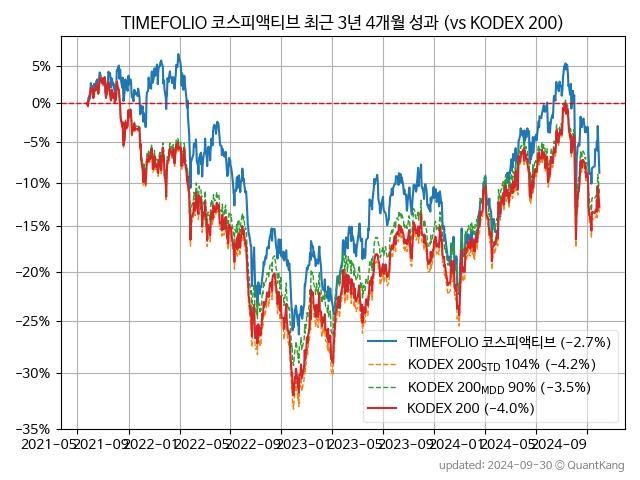 TIMEFOLIO 코스피액티브 최근 3년 4개월 성과 (vs KODEX 200)
5%
0%
−5%
−10%
−15%
−20%
−25%
−30%
−35%
TIMEFOLIO 코스피액티브 (−2.7%)
KODEX 200STD 104% (−4.2%)
KODEX 200MDD 90% (−3.5%)
KODEX 200 (−4.0%)
2021-05 2021-09 2022-01 2022-05 2022-09 2023-01 2023-05 2023-09 2024-01 2024-05 2024-09
updated: 2024-09-30 © QuantKang